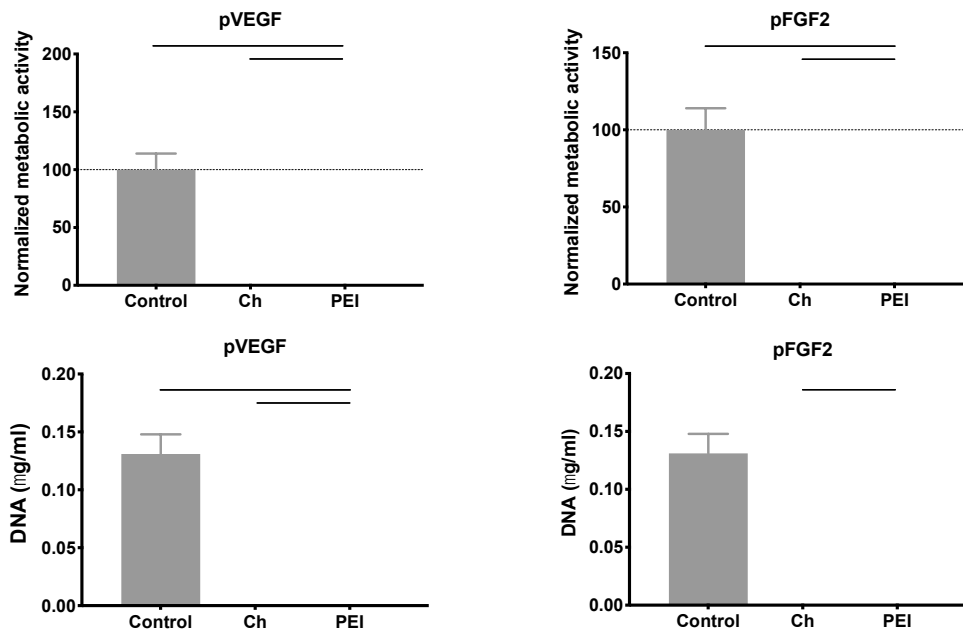 pVEGF
Normalized metabolic activity
200
150
100
50
0
Control Ch PEI
pFGF2
Normalized metabolic activity
150
100
50
0
Control Ch PEI
pVEGF
DNA (mg/ml)
0.20
0.15
0.10
0.05
0.00
Control Ch PEI
pFGF2
DNA (mg/ml)
0.20
0.15
0.10
0.05
0.00
Control Ch PEI